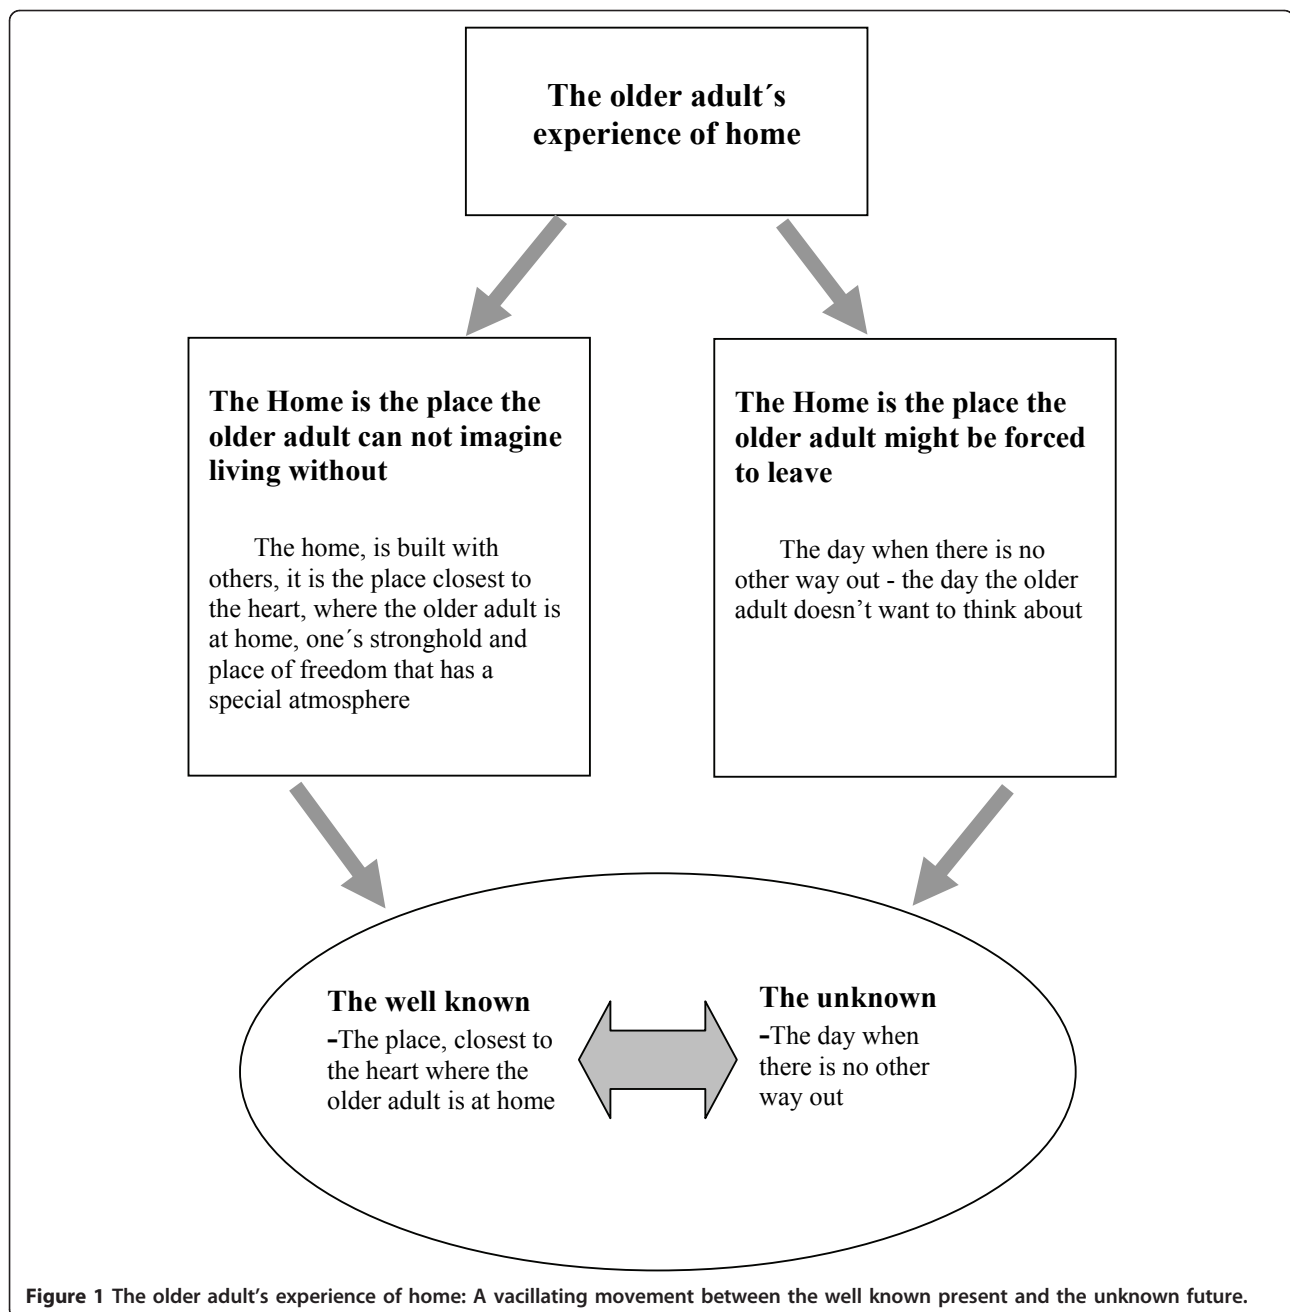 The older adult´s
experience of home
The Home is the place the
older adult can not imagine
living without
The home, is built with
others, it is the place closest to
the heart, where the older adult is
at home, one´s stronghold and
place of freedom that has a
special atmosphere
The Home is the place the
older adult might be forced
to leave
The day when there is no
other way out - the day the older
adult doesn’t want to think about
The well known
-The place, closest to
the heart where the
older adult is at home
The unknown
-The day when
there is no other
way out
Figure 1 The older adult’s experience of home: A vacillating movement between the well known present and the unknown future.